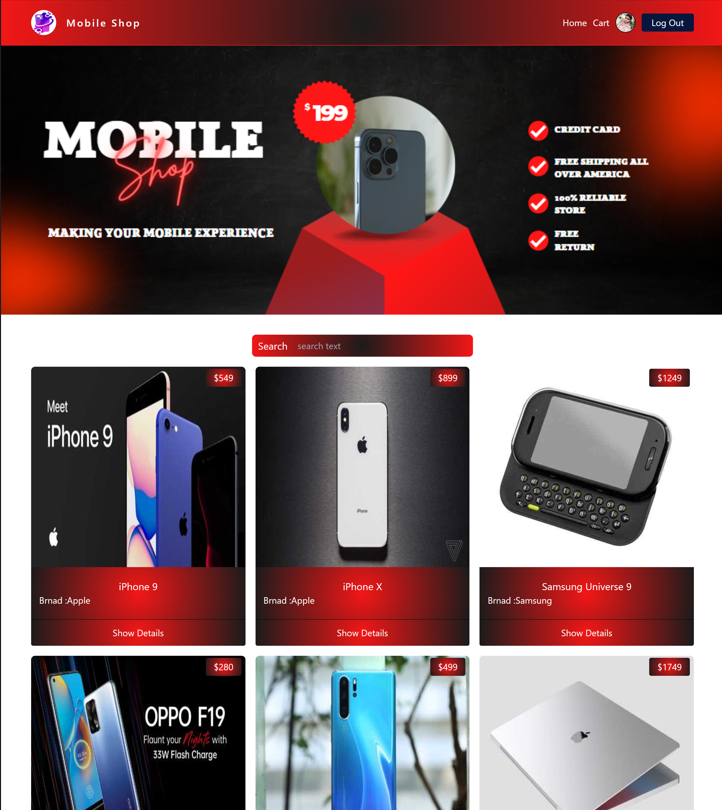 Mobile Shop
Home Cart Log Out
MOBILE
Shop
MAKING YOUR MOBILE EXPERIENCE
$199
CREDIT CARD
FREE SHIPPING ALL
OVER AMERICA
100% RELIABLE
STORE
FREE
RETURN
Search search text
$549
Meet
iPhone 9
iPhone 9
Brnad :Apple
Show Details
$899
iPhone
iPhone X
Brnad :Apple
Show Details
$1249
Samsung Universe 9
Brnad :Samsung
Show Details
$280
OPPO F19
Flaunt your Nights with
33W Flash Charge
$499
$1749